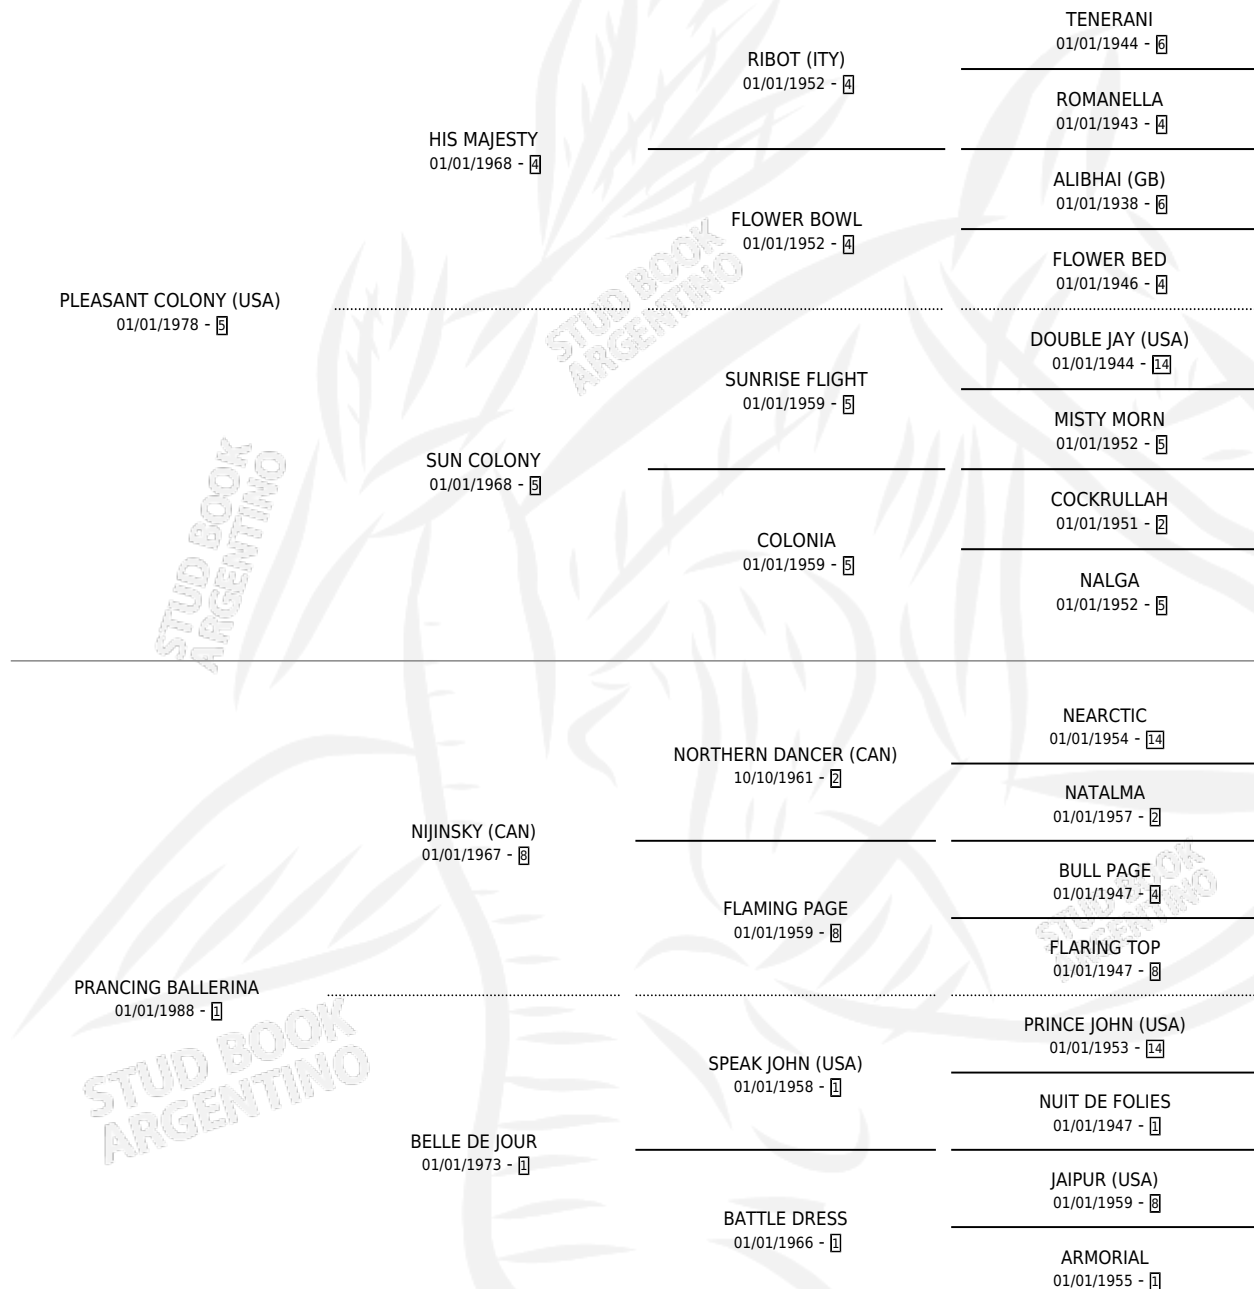 TENERANI
01/01/1944 - 6
RIBOT (ITY)
01/01/1952 - 4
ROMANELLA
01/01/1943 - 4
HIS MAJESTY
01/01/1968 - 4
ALIBHAI (GB)
01/01/1938 - 6
FLOWER BOWL
01/01/1952 - 4
FLOWER BED
01/01/1946 - 4
PLEASANT COLONY (USA)
01/01/1978 - 5
DOUBLE JAY (USA)
01/01/1944 - 14
SUNRISE FLIGHT
01/01/1959 - 5
MISTY MORN
01/01/1952 - 5
SUN COLONY
01/01/1968 - 5
COCKRULLAH
01/01/1951 - 2
COLONIA
01/01/1959 - 5
NALGA
01/01/1952 - 5
STUD BOOK
ARGENTINO
STUD BOOK
ARGENTINO
NEARCTIC
01/01/1954 - 14
NORTHERN DANCER (CAN)
10/10/1961 - 2
NATALMA
01/01/1957 - 2
NIJINSKY (CAN)
01/01/1967 - 8
BULL PAGE
01/01/1947 - 4
FLAMING PAGE
01/01/1959 - 8
FLARING TOP
01/01/1947 - 8
PRANCING BALLERINA
01/01/1988 - 1
PRINCE JOHN (USA)
01/01/1953 - 14
SPEAK JOHN (USA)
01/01/1958 - 1
NUIT DE FOLIES
01/01/1947 - 1
BELLE DE JOUR
01/01/1973 - 1
JAIPUR (USA)
01/01/1959 - 8
BATTLE DRESS
01/01/1966 - 1
ARMORIAL
01/01/1955 - 1
STUD BOOK
ARGENTINO
STUD BOOK
ARGENTINO